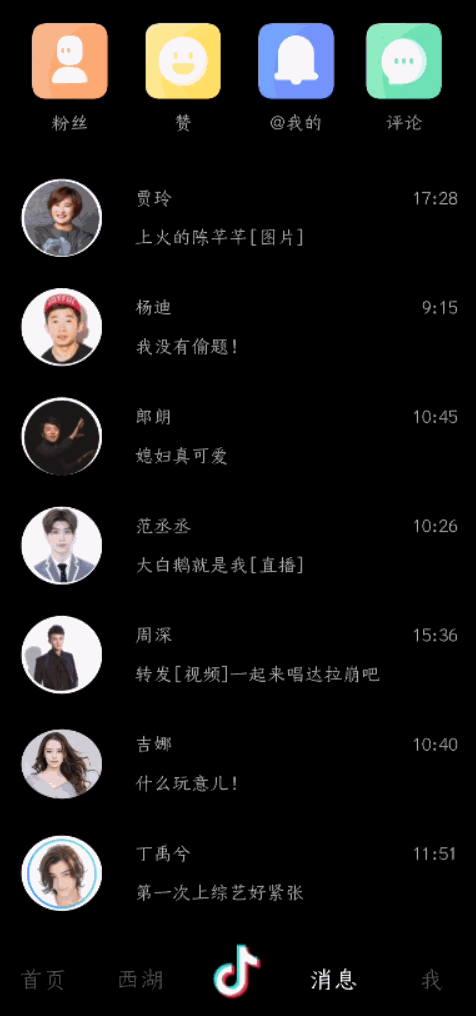 粉丝
赞
@我的
评论
贾玲 17:28
上火的陈芊芊[图片]
杨迪 9:15
我没有偷题!
郎朗 10:45
媳妇真可爱
范丞丞 10:26
大白鹅就是我[直播]
周深 15:36
转发[视频]一起来唱达拉崩吧
吉娜 10:40
什么玩意儿!
丁禹兮 11:51
第一次上综艺好紧张
首页 西湖 消息 我